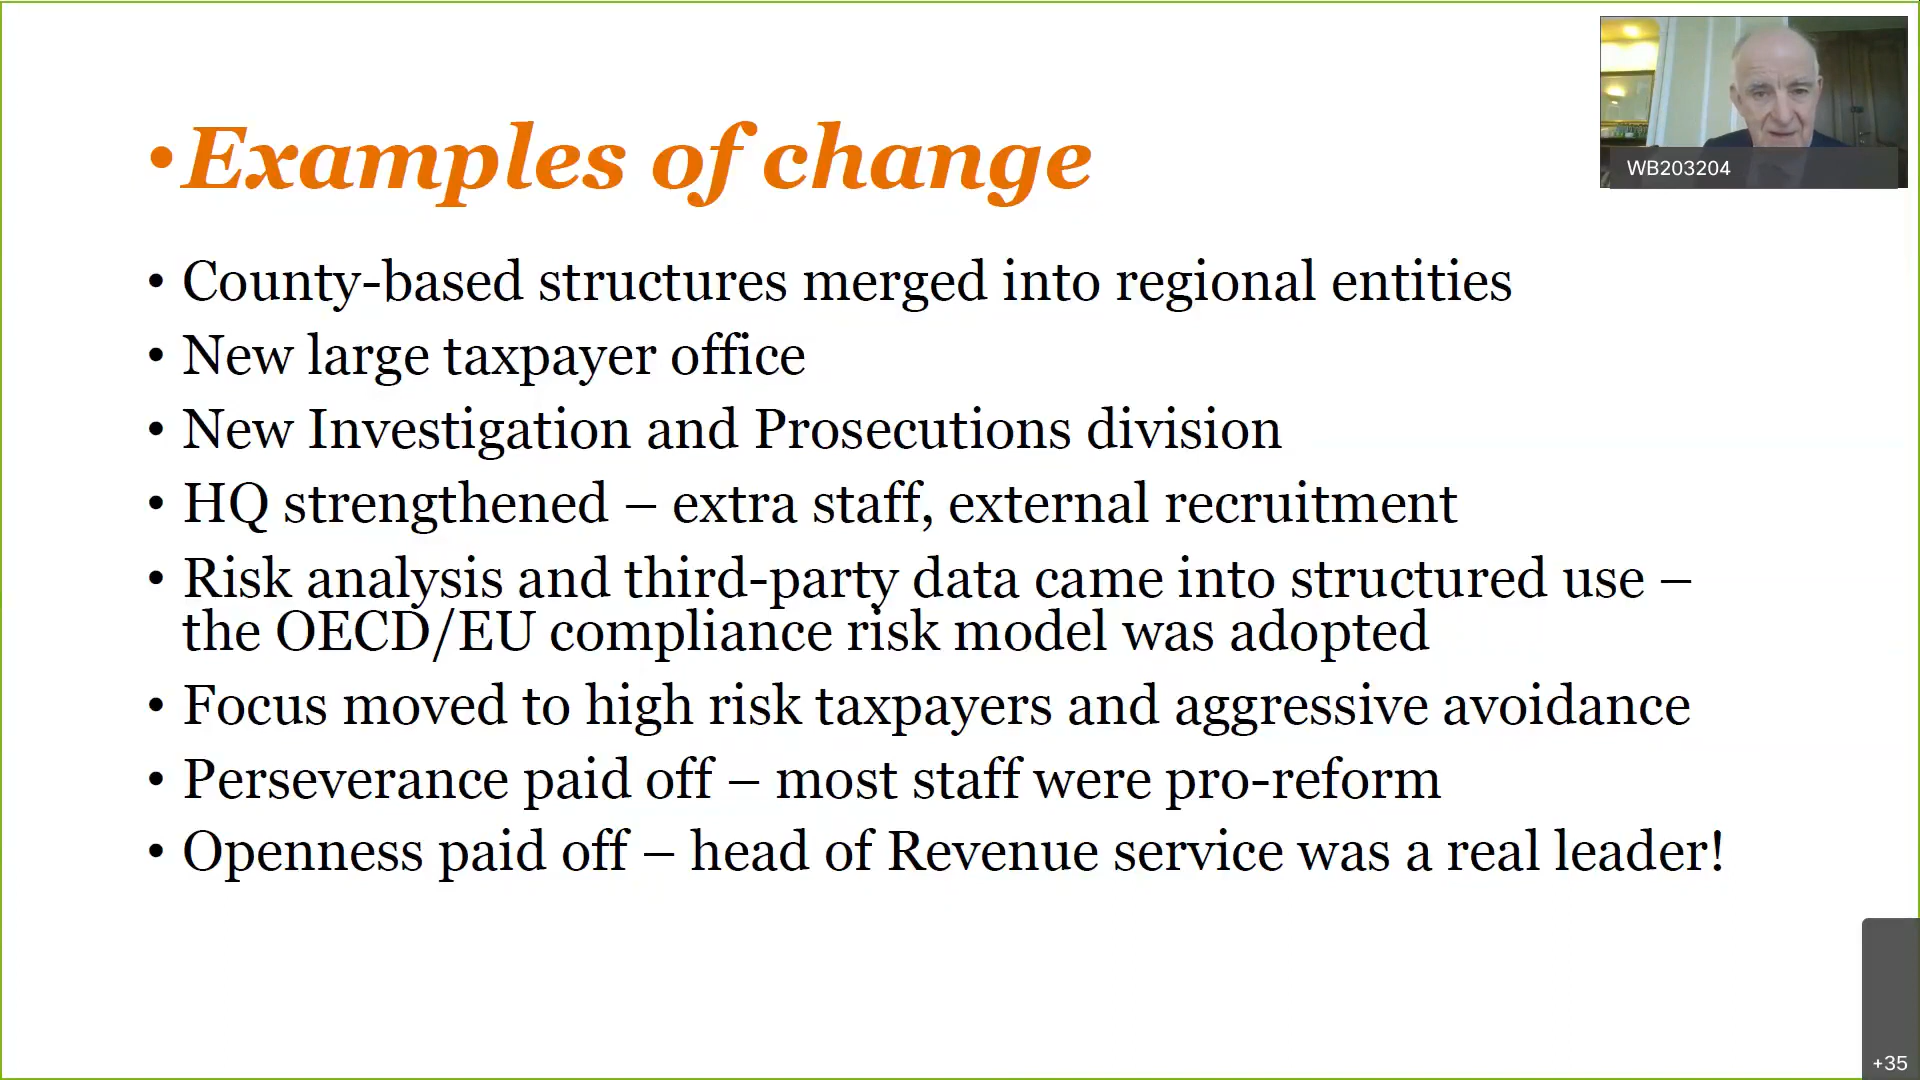 •Examples of change
WB203204
• County-based structures merged into regional entities
• New large taxpayer office
• New Investigation and Prosecutions division
• HQ strengthened – extra staff, external recruitment
• Risk analysis and third-party data came into structured use –
the OECD/EU compliance risk model was adopted
• Focus moved to high risk taxpayers and aggressive avoidance
• Perseverance paid off – most staff were pro-reform
• Openness paid off – head of Revenue service was a real leader!
+35